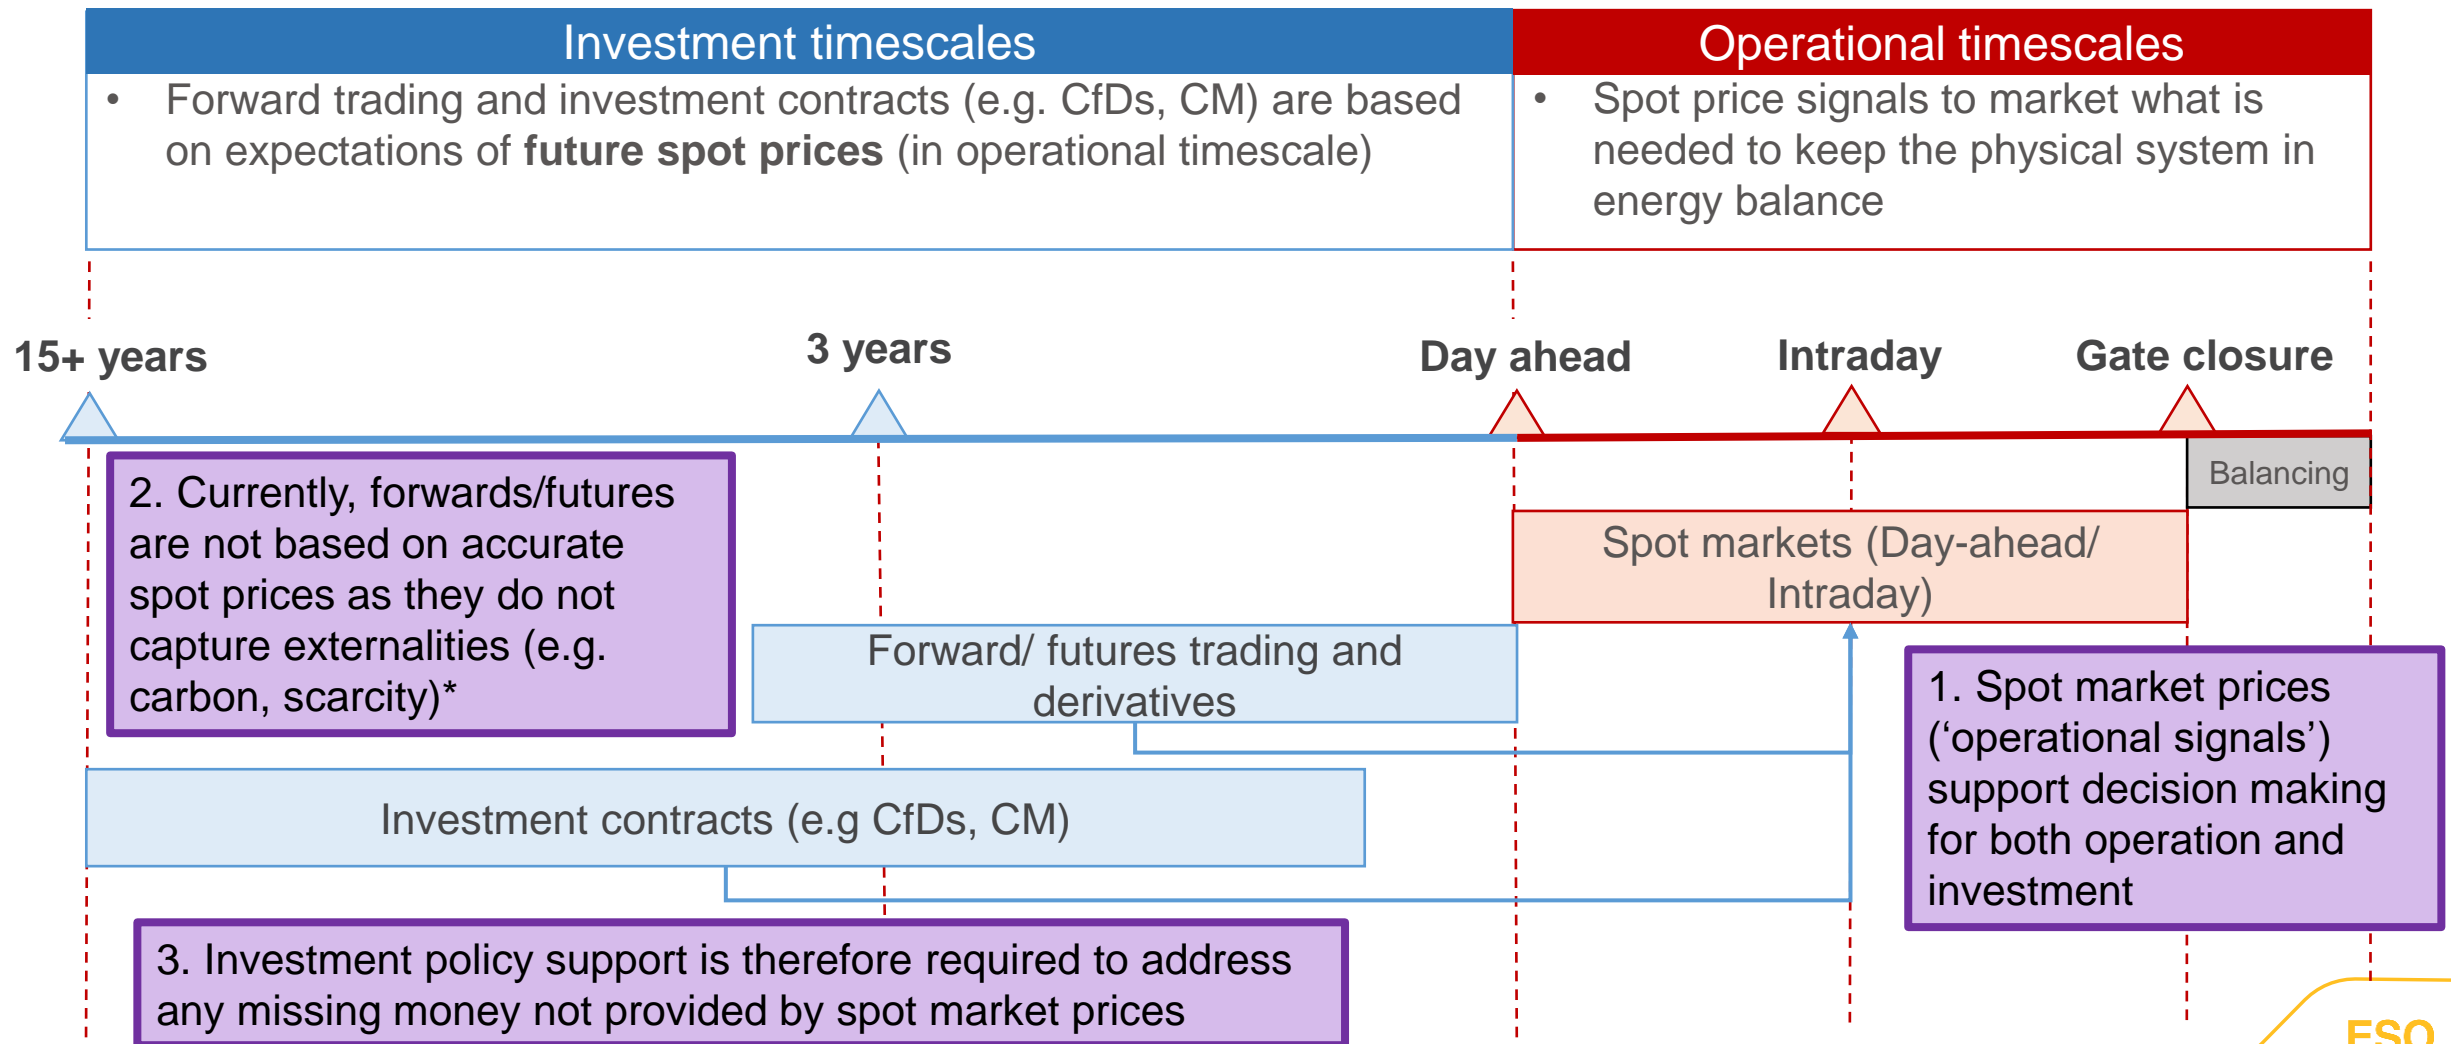 Investment timescales
Operational timescales
• Forward trading and investment contracts (e.g. CfDs, CM) are based
on expectations of future spot prices (in operational timescale)
• Spot price signals to market what is
needed to keep the physical system in
energy balance
15+ years
3 years
Day ahead
Intraday
Gate closure
Balancing
2. Currently, forwards/futures
are not based on accurate
spot prices as they do not
capture externalities (e.g.
carbon, scarcity)*
Spot markets (Day-ahead/
Intraday)
Forward/ futures trading and
derivatives
1. Spot market prices
(‘operational signals’)
support decision making
for both operation and
investment
Investment contracts (e.g CfDs, CM)
3. Investment policy support is therefore required to address
any missing money not provided by spot market prices
ESO